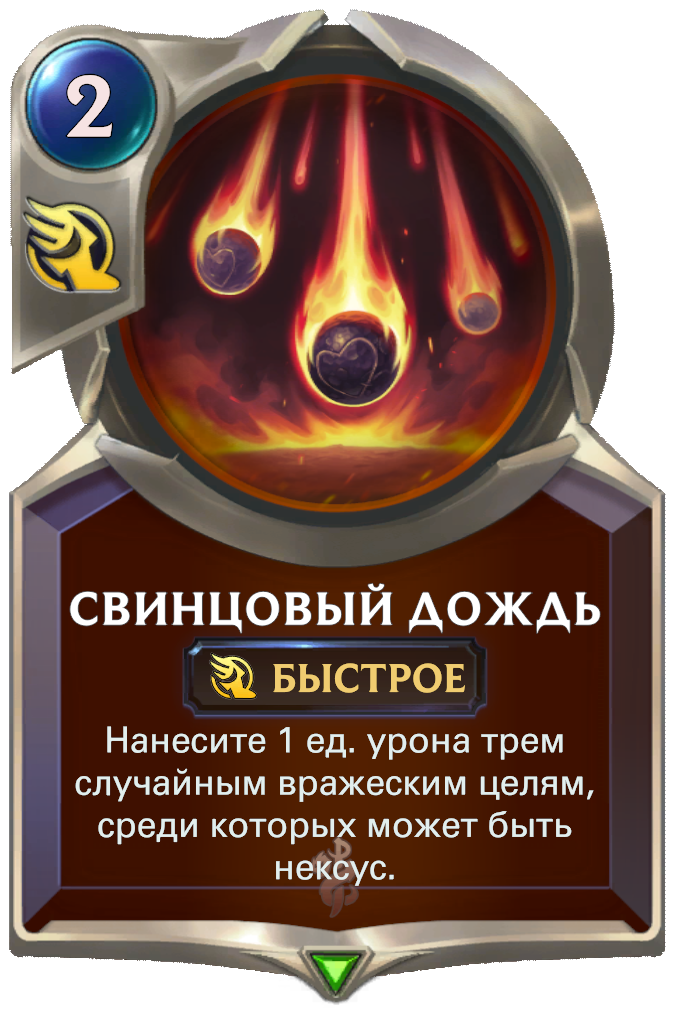 2
СВИНЦОВЫЙ ДОЖДЬ
БЫСТРОЕ
Нанесите 1 ед. урона трем
случайным вражеским целям,
среди которых может быть
нексус.